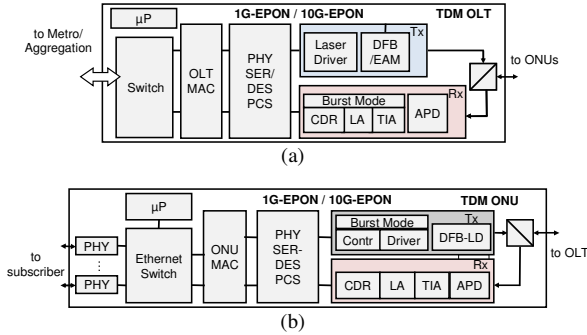 1G-EPON / 10G-EPON
TDM OLT
to Metro/
Aggregation
µP
Switch
OLT
MAC
PHY
SER/
DES
PCS
Tx
Laser
Driver
DFB
/EAM
Rx
Burst Mode
CDR
LA
TIA
APD
to ONUs
(a)
1G-EPON / 10G-EPON
TDM ONU
µP
to
subscriber
PHY
⋮
PHY
Ethernet
Switch
ONU
MAC
PHY
SER-
DES
PCS
Tx
Burst Mode
Contr
Driver
DFB-LD
Rx
CDR
LA
TIA
APD
to OLT
(b)